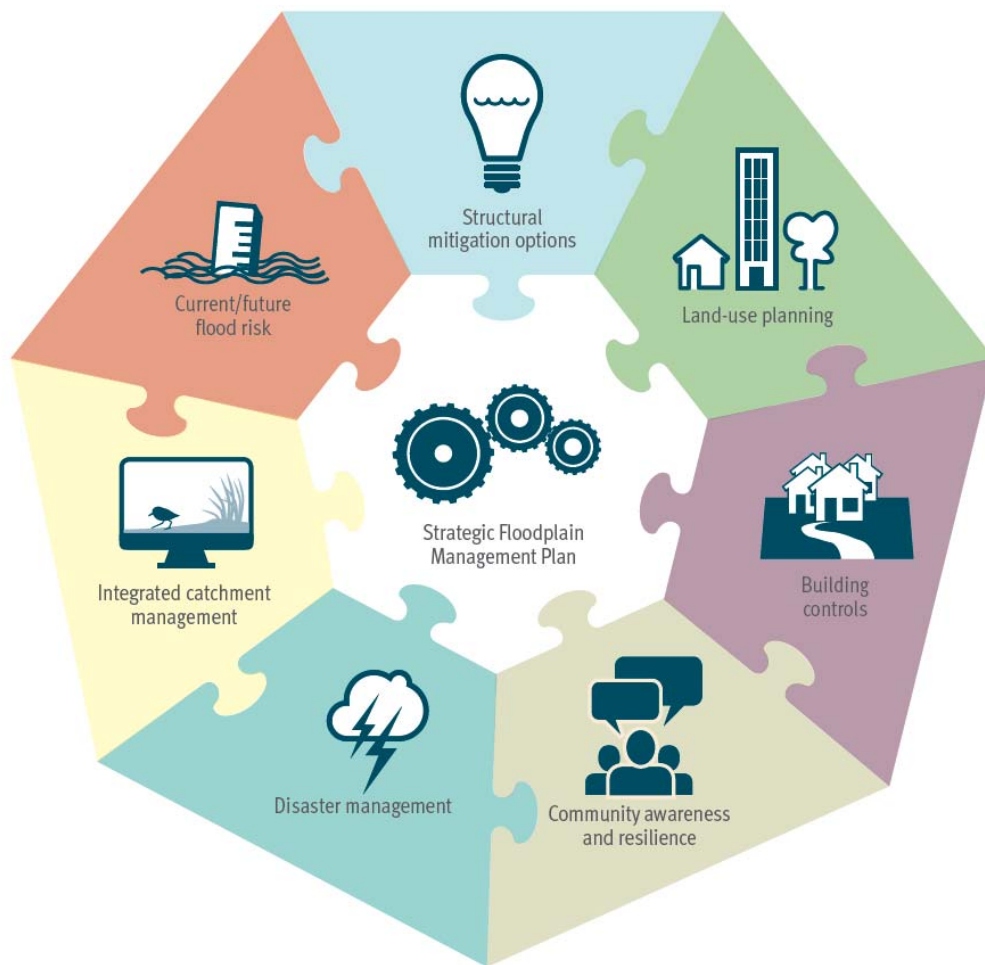 Structural
mitigation options
Land-use planning
Current/future
flood risk
Strategic Floodplain
Management Plan
Building
controls
Integrated catchment
management
Disaster management
Community awareness
and resilience